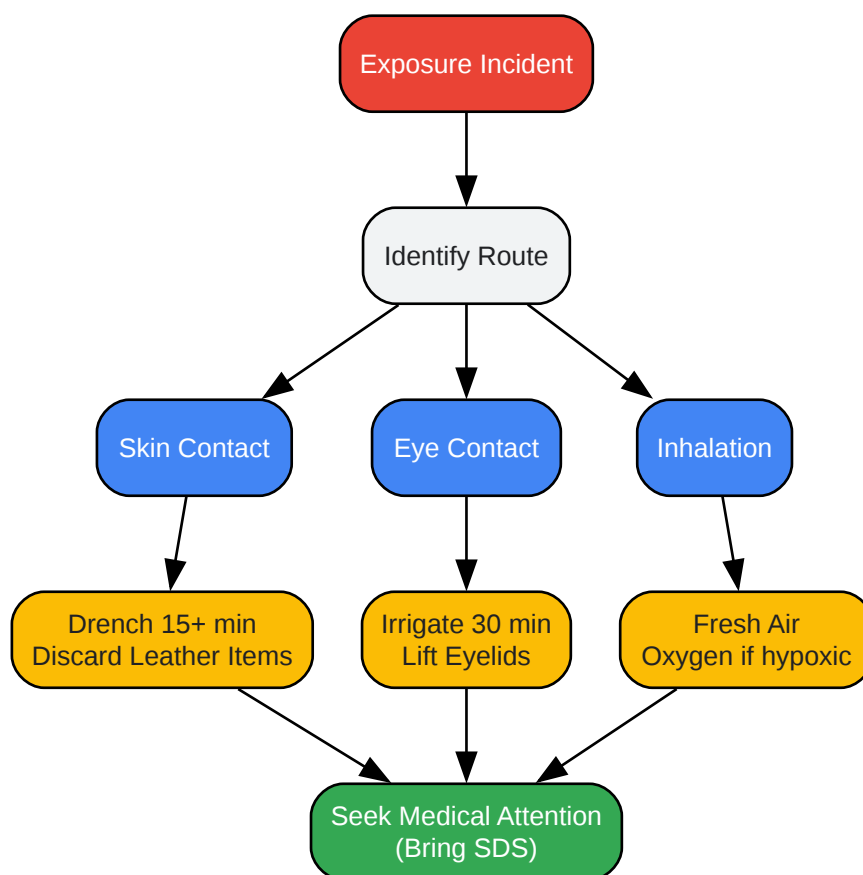 Exposure Incident
Identify Route
Skin Contact
Eye Contact
Inhalation
Drench 15+ min
Discard Leather Items
Irrigate 30 min
Lift Eyelids
Fresh Air
Oxygen if hypoxic
Seek Medical Attention
(Bring SDS)